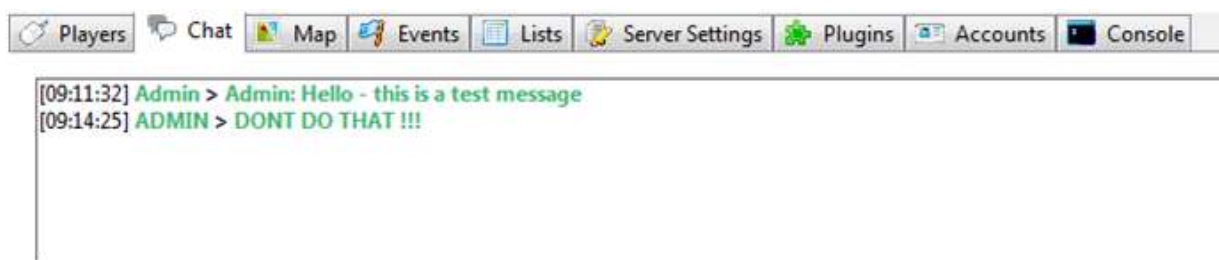 Players Chat Map Events Lists Server Settings Plugins Accounts Console
[09:11:32] Admin > Admin: Hello - this is a test message
[09:14:25] ADMIN > DONT DO THAT !!!